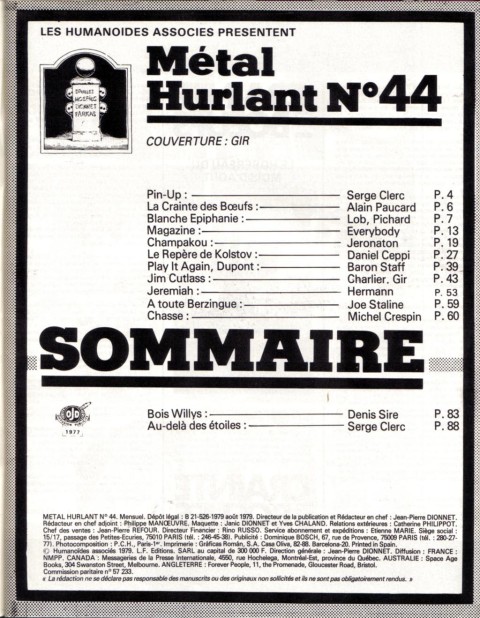 LES HUMANOIDES ASSOCIES PRESENTENT
DRUILLET
MOEBIUS
DIONNET
FARKAS
Métal
Hurlant N°44
COUVERTURE : GIR
Pin-Up : Serge Clerc P. 4
La Crainte des Bœufs : Alain Paucard P. 6
Blanche Epiphanie : Lob, Pichard P. 7
Magazine : Everybody P. 13
Champakou : Jeronaton P. 19
Le Repère de Kolstov : Daniel Ceppi P. 27
Play It Again, Dupont : Baron Staff P. 39
Jim Cutlass : Charlier, Gir P. 43
Jeremiah : Hermann P. 53
A toute Berzingue : Joe Staline P. 59
Chasse : Michel Crespin P. 60
SOMMAIRE
OJD
1977
Bois Willys : Denis Sire P. 83
Au-delà des étoiles : Serge Clerc P. 88
METAL HURLANT N° 44. Mensuel. Dépôt légal : B 21-526-1979 août 1979. Directeur de la publication et Rédacteur en chef : Jean-Pierre DIONNET.
Rédacteur en chef adjoint : Philippe MANŒUVRE. Maquette : Janic DIONNET et Yves CHALAND. Relations extérieures : Catherine PHILIPPOT.
Chef des ventes : Jean-Pierre REFOUR. Directeur Financier : Rino RUSSO. Service abonnement et expéditions : Etienne MARIE. Siège social :
15/17, passage des Petites-Ecuries, 75010 PARIS (tél. : 246-45-38). Publicité : Dominique BOSCH, 67, rue de Provence, 75009 PARIS (tél. : 280-27-
77). Photocomposition : P.C.H., Paris-1er. Imprimerie : Gráficas Román, S.A. Casa Oliva, 82-88. Barcelona-20. Printed in Spain.
© Humanoïdes associés 1979. L.F. Editions. SARL au capital de 300 000 F. Direction générale : Jean-Pierre DIONNET. Diffusion : FRANCE :
NMPP. CANADA : Messageries de la Presse Internationale, 4550, rue Hochelaga, Montréal-Est, province du Québec. AUSTRALIE : Space Age
Books, 304 Swanston Street, Melbourne. ANGLETERRE : Forever People, 11, the Promenade, Gloucester Road, Bristol.
Commission paritaire n° 57 233.
« La rédaction ne se déclare pas responsable des manuscrits ou des originaux non sollicités et ils ne sont pas obligatoirement rendus. »